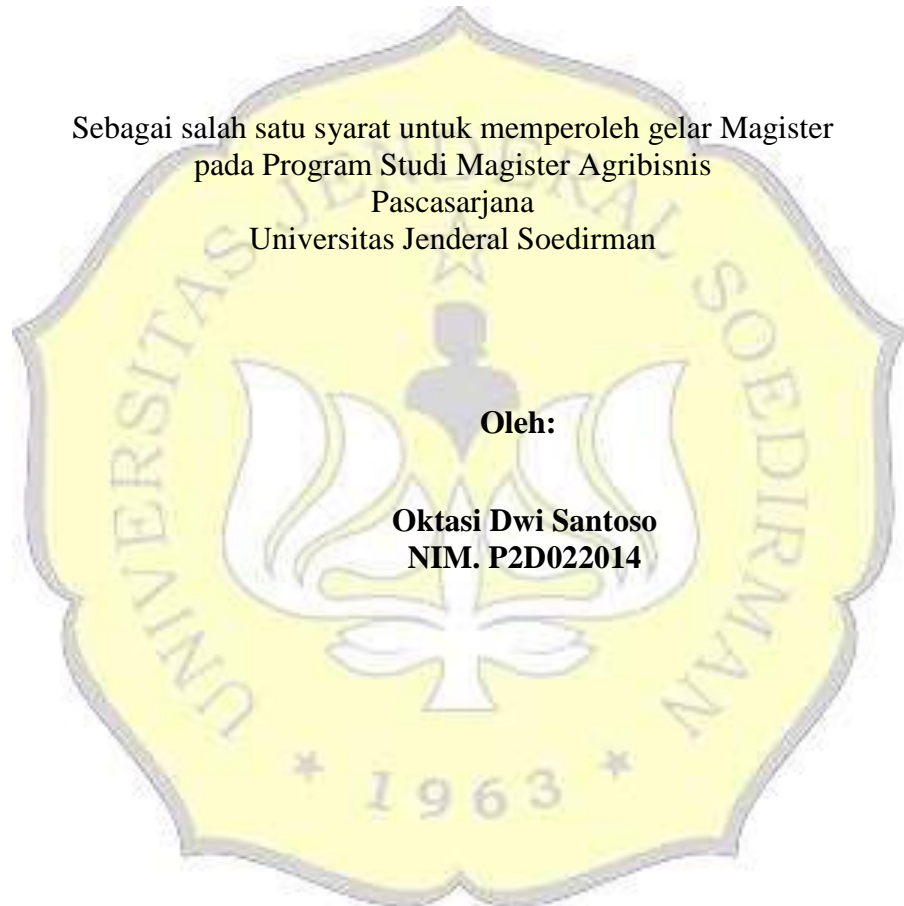 Sebagai salah satu syarat untuk memperoleh gelar Magister
pada Program Studi Magister Agribisnis
Pascasarjana
Universitas Jenderal Soedirman
Oleh:
Oktasi Dwi Santoso
NIM. P2D022014
UNIVERSITAS JENDERAL SOEDIRMAN
* 1963 *